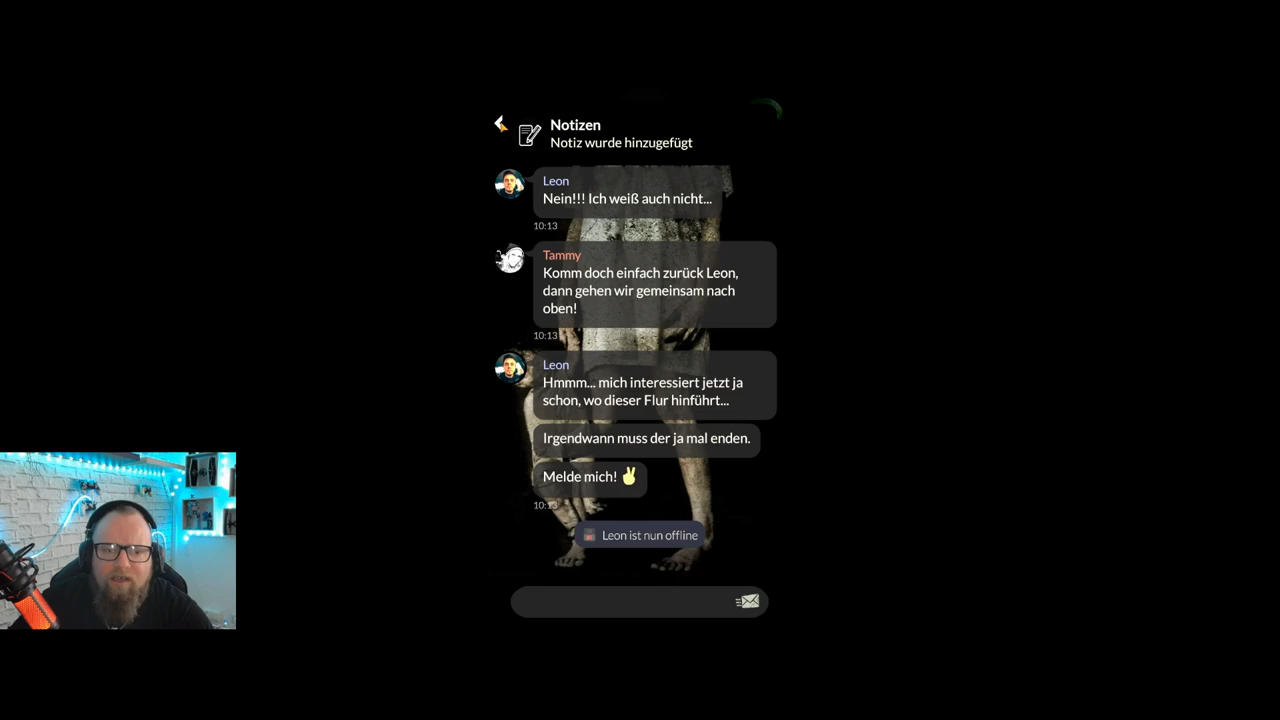 Notizen
Notiz wurde hinzugefügt
Leon
Nein!!! Ich weiß auch nicht...
10:13
Tammy
Komm doch einfach zurück Leon,
dann gehen wir gemeinsam nach
oben!
10:13
Leon
Hmmm... mich interessiert jetzt ja
schon, wo dieser Flur hinführt...
Irgendwann muss der ja mal enden.
Melde mich! ✌
10:13
Leon ist nun offline